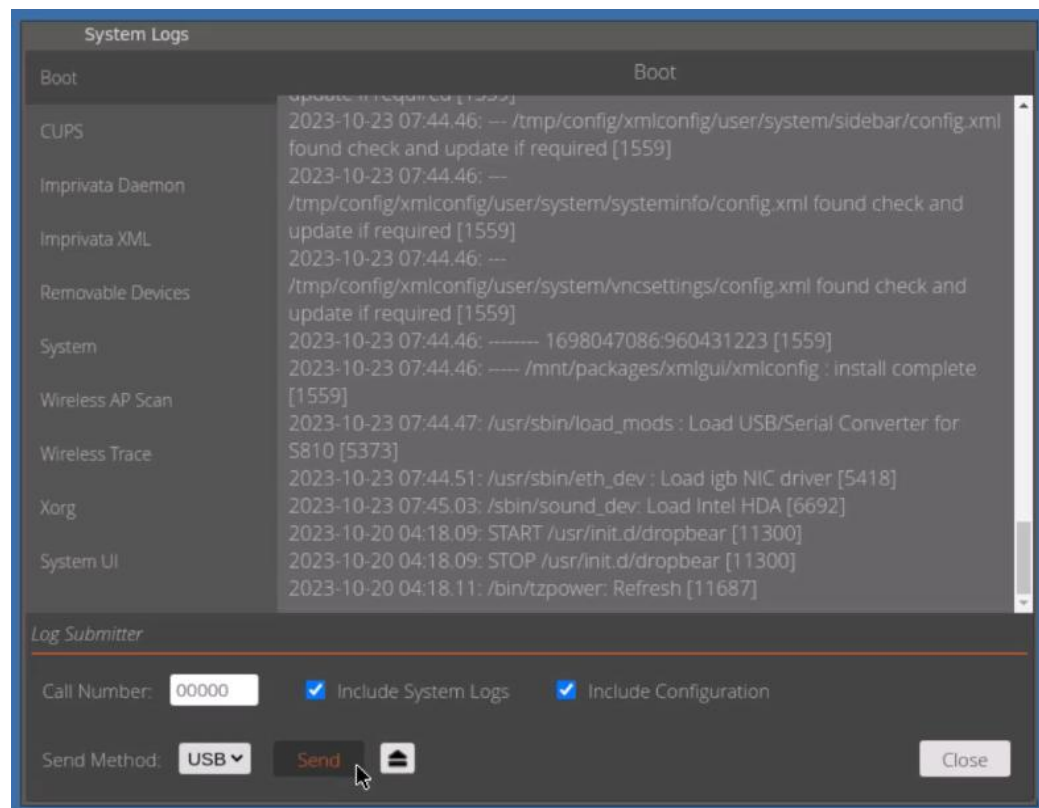 System Logs
Boot
CUPS
Imprivata Daemon
Imprivata XML
Removable Devices
System
Wireless AP Scan
Wireless Trace
Xorg
System UI
Boot
update if required [1559]
2023-10-23 07:44.46: --- /tmp/config/xmlconfig/user/system/sidebar/config.xml
found check and update if required [1559]
2023-10-23 07:44.46: ---
/tmp/config/xmlconfig/user/system/systeminfo/config.xml found check and
update if required [1559]
2023-10-23 07:44.46: ---
/tmp/config/xmlconfig/user/system/vncsettings/config.xml found check and
update if required [1559]
2023-10-23 07:44.46: -------- 1698047086:960431223 [1559]
2023-10-23 07:44.46: ----- /mnt/packages/xmlgui/xmlconfig : install complete
[1559]
2023-10-23 07:44.47: /usr/sbin/load_mods : Load USB/Serial Converter for
S810 [5373]
2023-10-23 07:44.51: /usr/sbin/eth_dev : Load igb NIC driver [5418]
2023-10-23 07:45.03: /sbin/sound_dev: Load Intel HDA [6692]
2023-10-20 04:18.09: START /usr/init.d/dropbear [11300]
2023-10-20 04:18.09: STOP /usr/init.d/dropbear [11300]
2023-10-20 04:18.11: /bin/tzpower: Refresh [11687]
Log Submitter
Call Number: 00000 Include System Logs Include Configuration
Send Method: USB Send Close